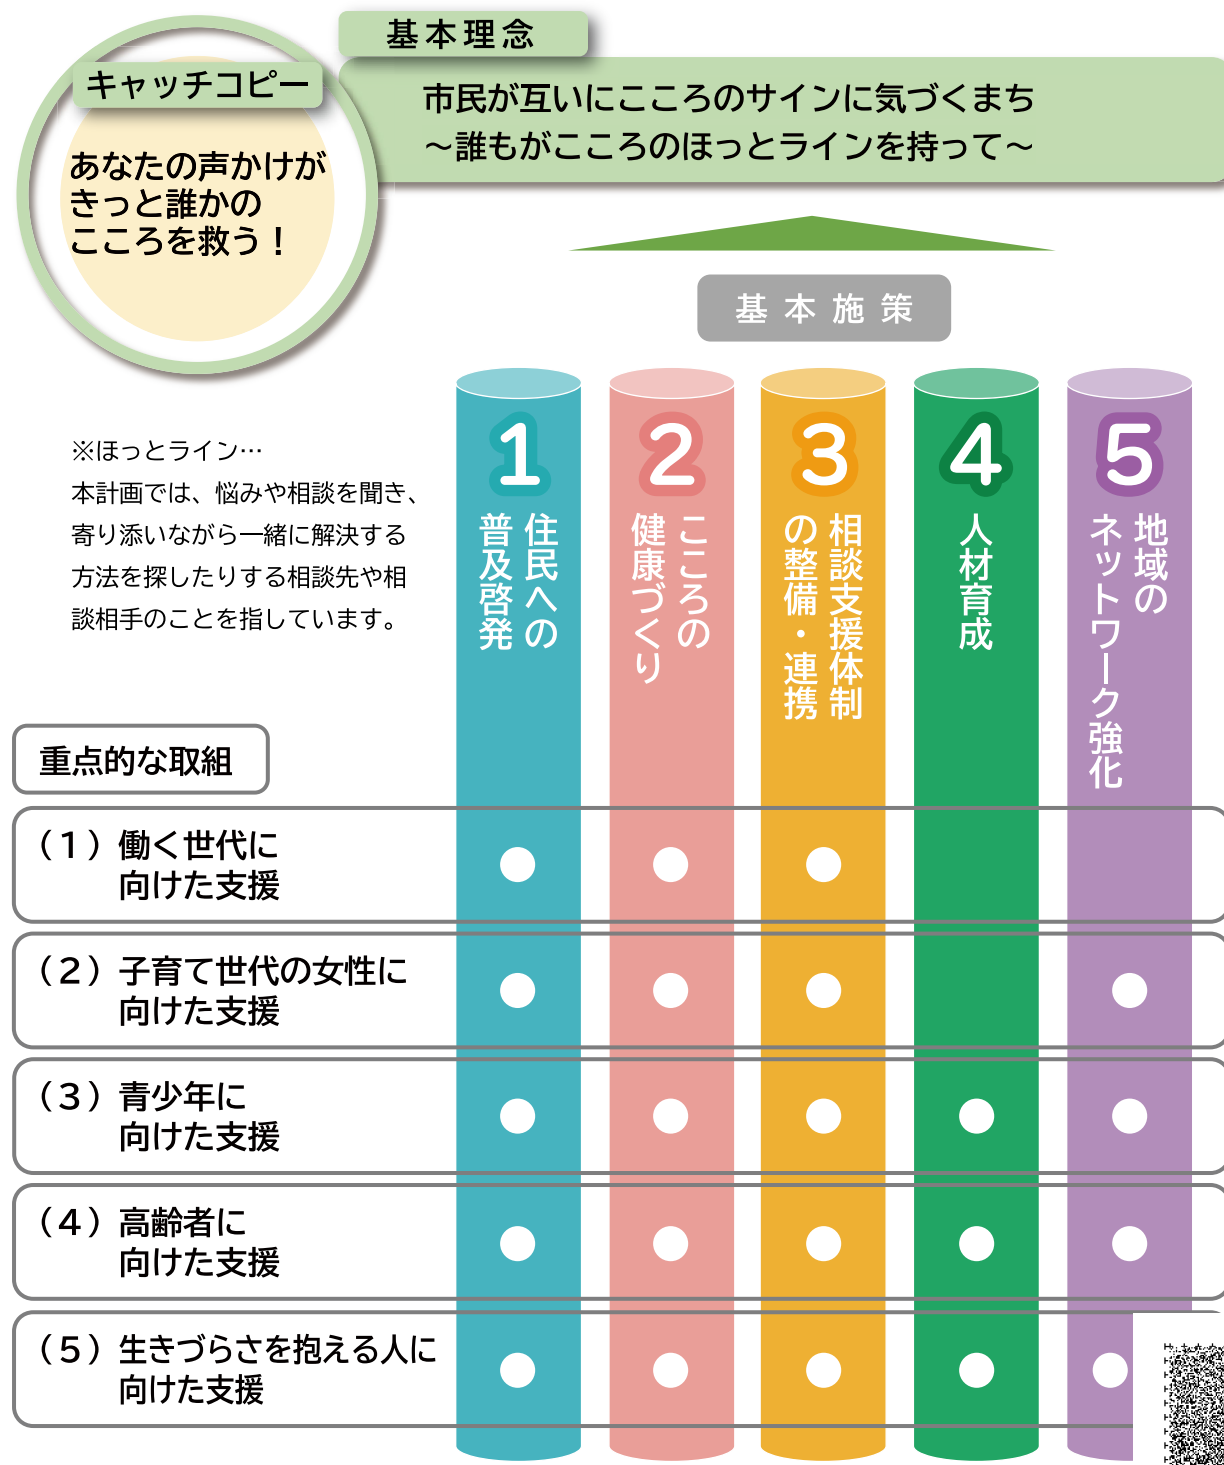 基本理念
キャッチコピー
市民が互いにこころのサインに気づくまち
～誰もがこころのほっとラインを持って～
あなたの声かけが
きっと誰かの
こころを救う！
基本施策
※ほっとライン…
本計画では、悩みや相談を聞き、
寄り添いながら一緒に解決する
方法を探したりする相談先や相
談相手のことを指しています。
1
住民への
普及啓発
2
こころの
健康づくり
3
相談支援体制
の整備・連携
4
人材育成
5
地域の
ネットワーク強化
重点的な取組
（１）働く世代に
向けた支援
（２）子育て世代の女性に
向けた支援
（３）青少年に
向けた支援
（４）高齢者に
向けた支援
（５）生きづらさを抱える人に
向けた支援